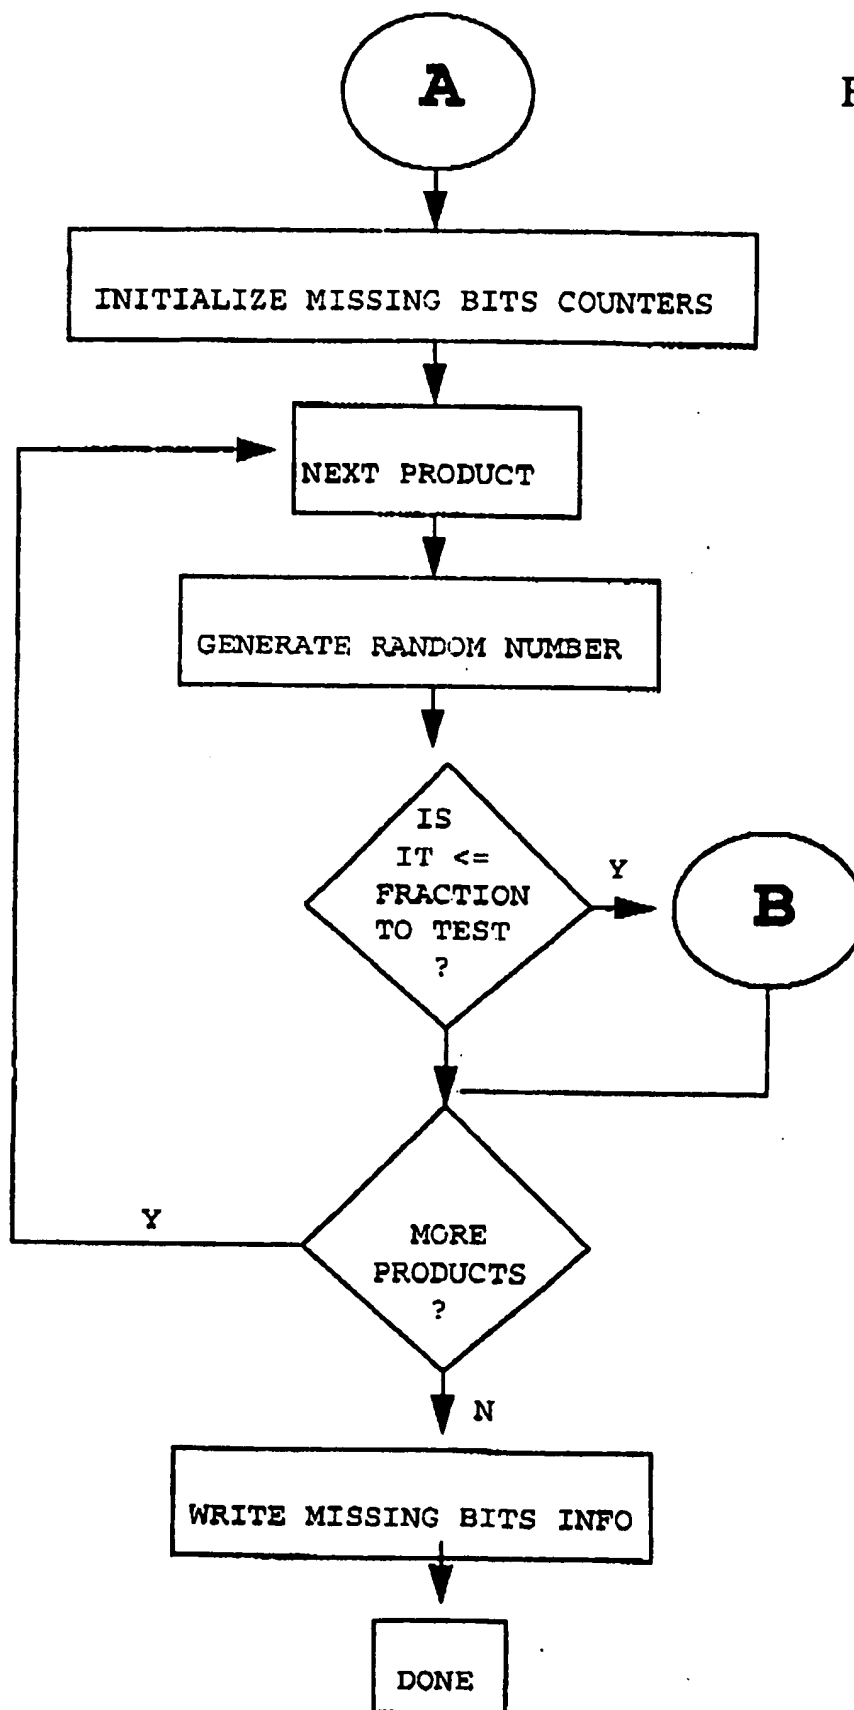 A
INITIALIZE MISSING BITS COUNTERS
NEXT PRODUCT
GENERATE RANDOM NUMBER
IS
IT <=
FRACTION
TO TEST
?
Y
B
MORE
PRODUCTS
?
Y
N
WRITE MISSING BITS INFO
DONE